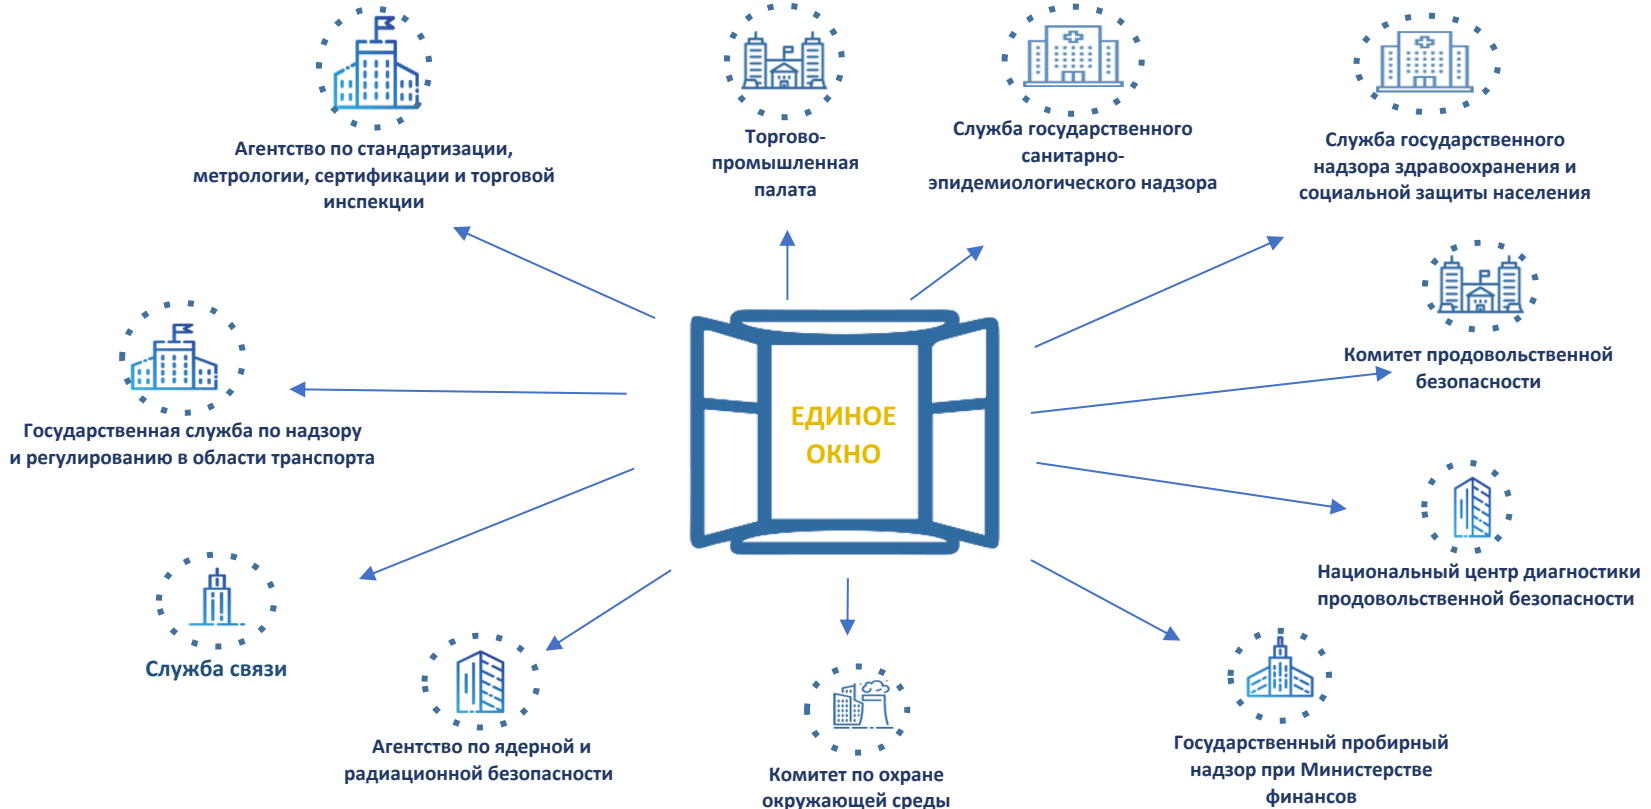 Агентство по стандартизации,
метрологии, сертификации и торговой
инспекции
Торгово-
промышленная
палата
Служба государственного
санитарно-
эпидемиологического надзора
Служба государственного
надзора здравоохранения и
социальной защиты населения
Комитет продовольственной
безопасности
Государственная служба по надзору
и регулированию в области транспорта
ЕДИНОЕ
ОКНО
Национальный центр диагностики
продовольственной безопасности
Служба связи
Агентство по ядерной и
радиационной безопасности
Комитет по охране
окружающей среды
Государственный пробирный
надзор при Министерстве
финансов